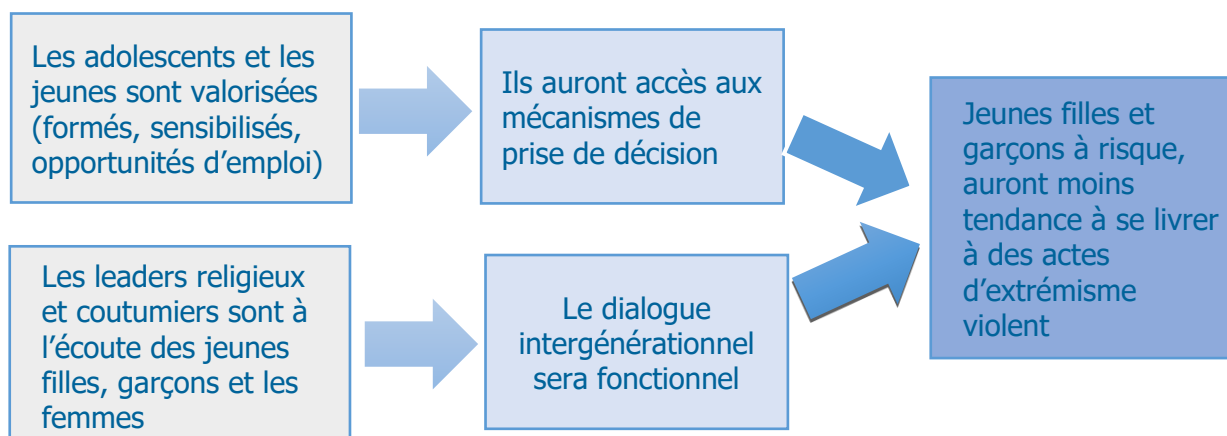 Les adolescents et les
jeunes sont valorisées
(formés, sensibilisés,
opportunités d’emploi)
Ils auront accès aux
mécanismes de
prise de décision
Jeunes filles et
garçons à risque,
auront moins
tendance à se livrer
à des actes
d’extrémisme
violent
Les leaders religieux
et coutumiers sont à
l’écoute des jeunes
filles, garçons et les
femmes
Le dialogue
intergénérationnel
sera fonctionnel